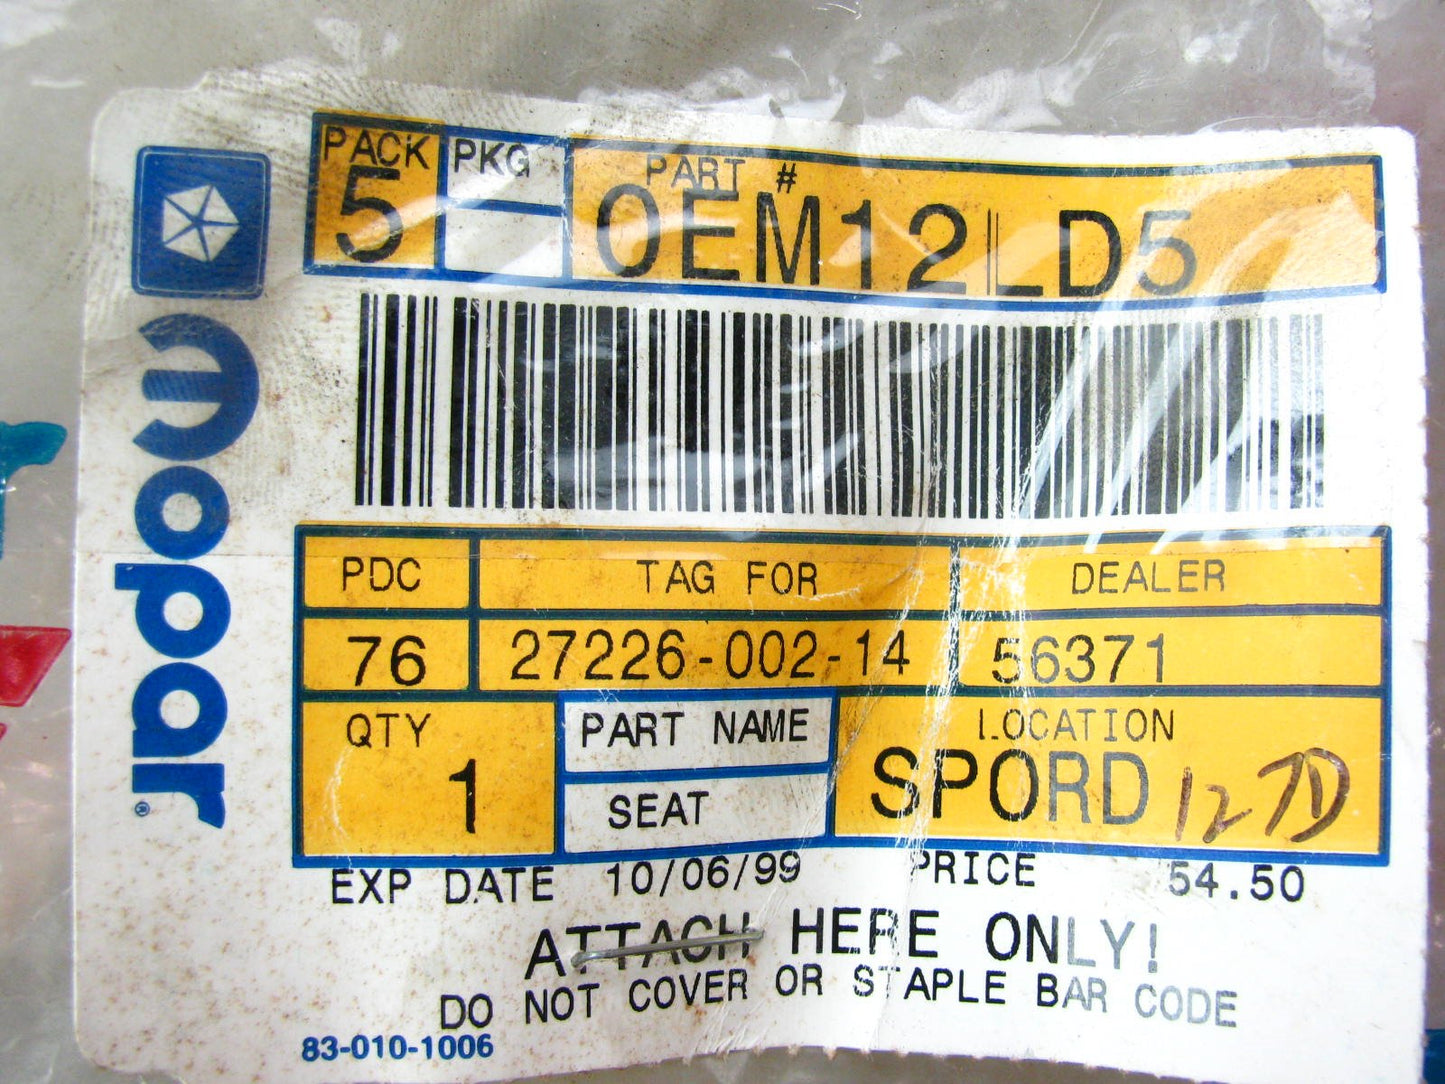 PACK PKG PART #
5 0EM12LD5
mopar®
PDC TAG FOR DEALER
76 27226-002-14 56371
QTY PART NAME LOCATION
1 SEAT SPORD 127D
EXP DATE 10/06/99 PRICE 54.50
ATTACH HERE ONLY!
DO NOT COVER OR STAPLE BAR CODE
83-010-1006